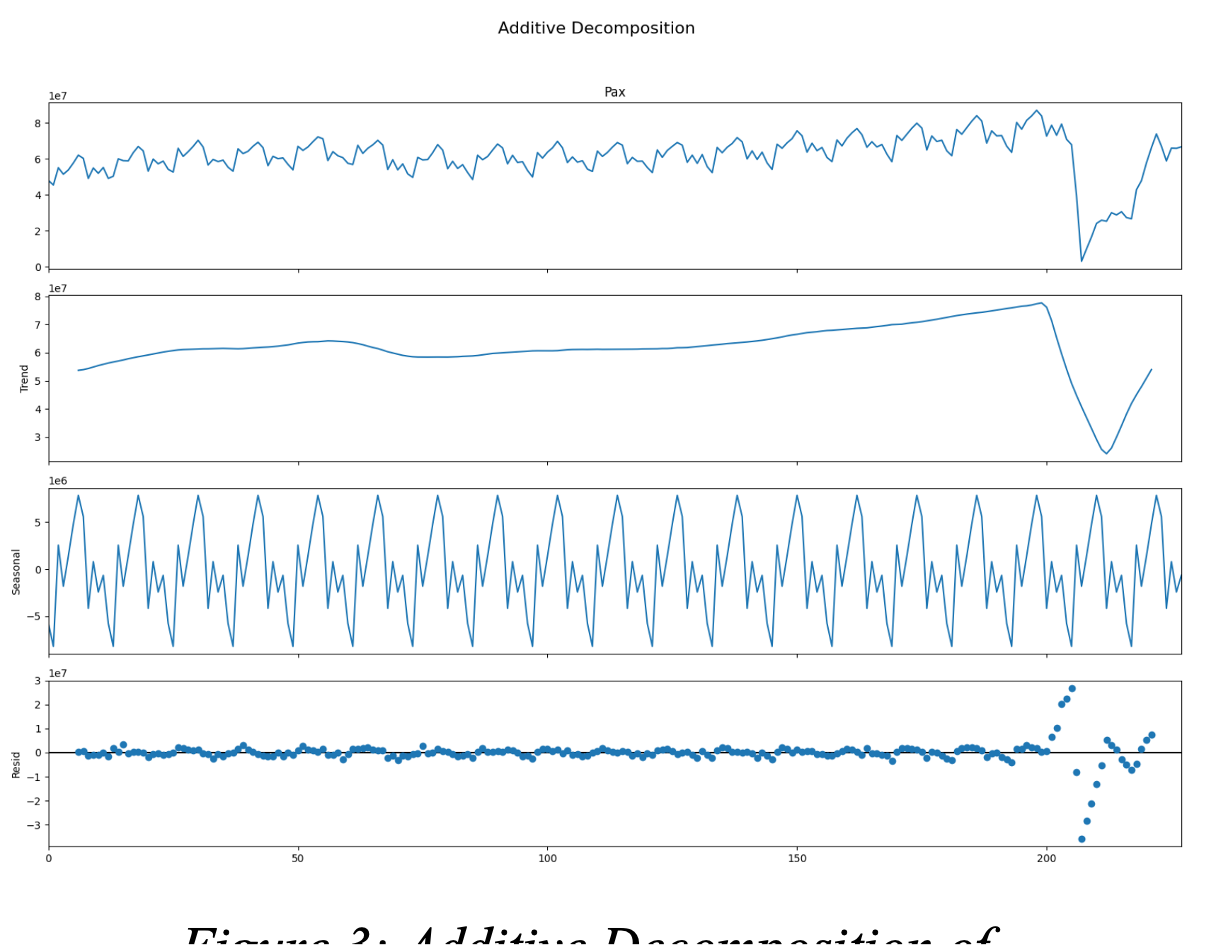 Additive Decomposition
Pax
1e7
8
6
4
2
0
1e7
8
7
6
5
4
3
Trend
1e6
5
0
−5
Seasonal
1e7
3
2
1
0
−1
−2
−3
Resid
0 50 100 150 200
Figure 3: Additive Decomposition of